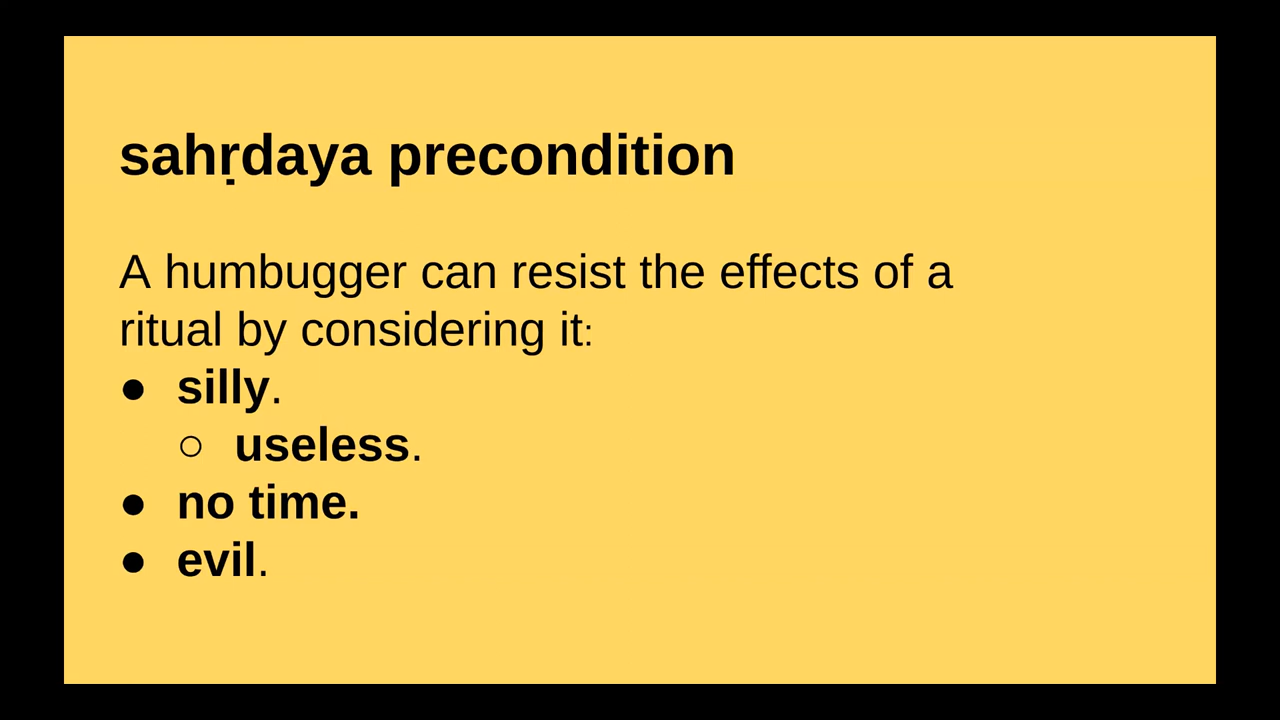 sahṛdaya precondition
A humbugger can resist the effects of a
ritual by considering it:
● silly.
○ useless.
● no time.
● evil.